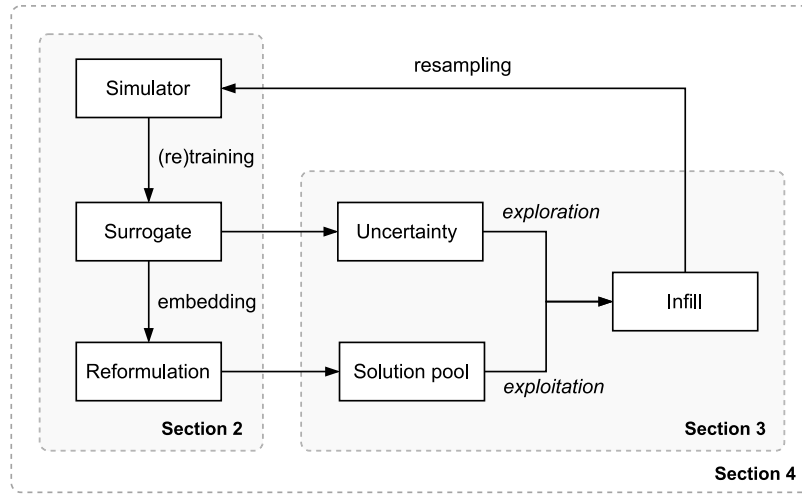 resampling
Simulator
(re)training
Surrogate
Uncertainty
exploration
embedding
Infill
Reformulation
Solution pool
exploitation
Section 2
Section 3
Section 4